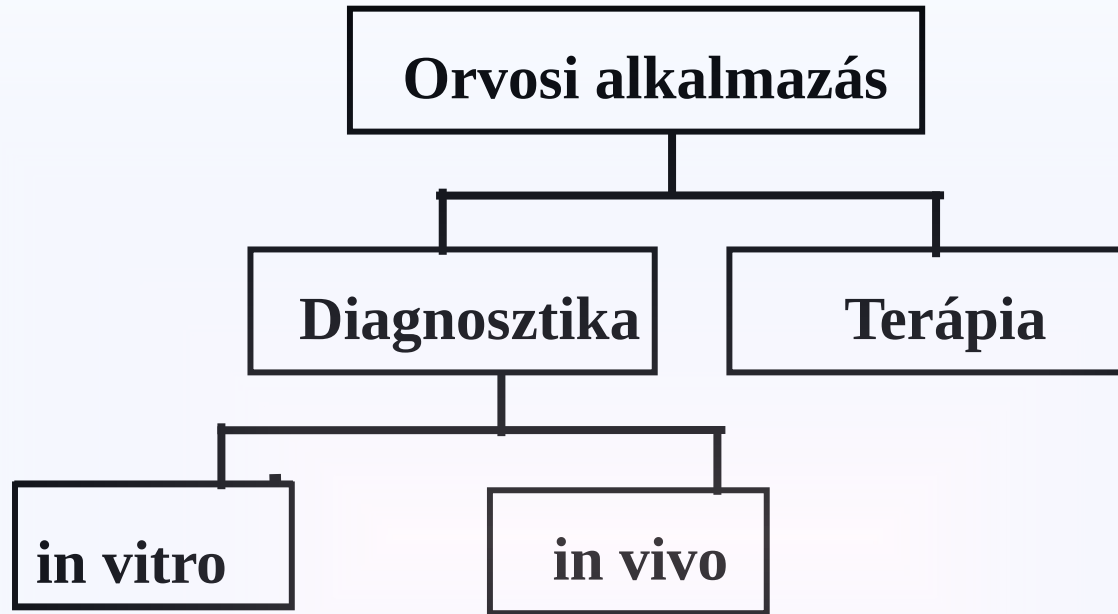 Orvosi alkalmazás
Diagnosztika
Terápia
in vitro
in vivo